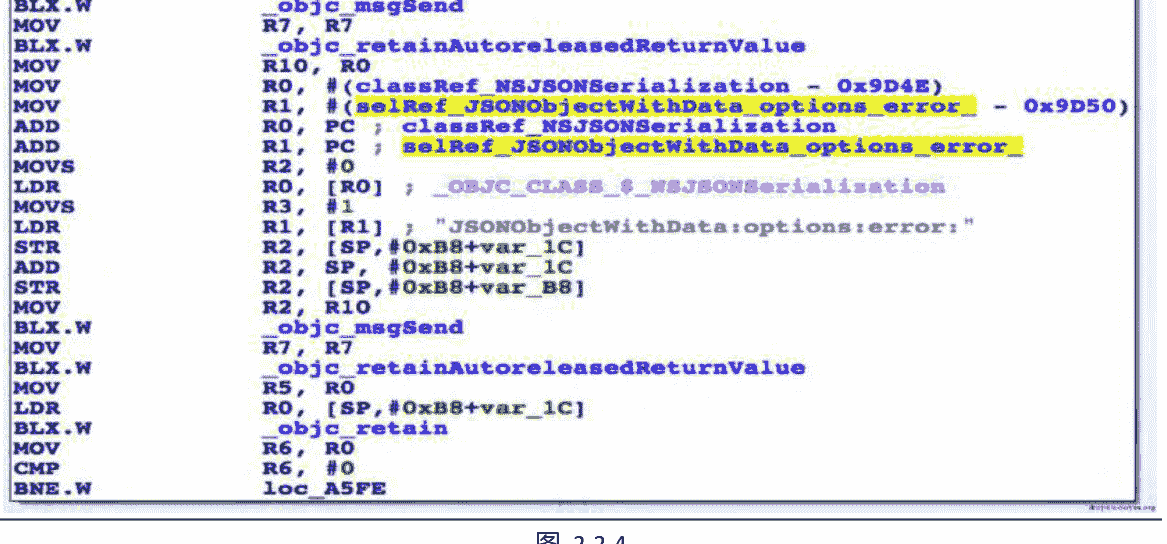 BLX.W _objc_msgSend
MOV R7, R7
BLX.W _objc_retainAutoreleasedReturnValue
MOV R10, R0
MOV R0, #(classRef_NSJSONSerialization - 0x9D4E)
MOV R1, #(selRef_JSONObjectWithData_options_error_ - 0x9D50)
ADD R0, PC ; classRef_NSJSONSerialization
ADD R1, PC ; selRef_JSONObjectWithData_options_error_
MOVS R2, #0
LDR R0, [R0] ; _OBJC_CLASS_$_NSJSONSerialization
MOVS R3, #1
LDR R1, [R1] ; "JSONObjectWithData:options:error:"
STR R2, [SP,#0xB8+var_1C]
ADD R2, SP, #0xB8+var_1C
STR R2, [SP,#0xB8+var_B8]
MOV R2, R10
BLX.W _objc_msgSend
MOV R7, R7
BLX.W _objc_retainAutoreleasedReturnValue
MOV R5, R0
LDR R0, [SP,#0xB8+var_1C]
BLX.W _objc_retain
MOV R6, R0
CMP R6, #0
BNE.W loc_A5FE
图 2.2.4